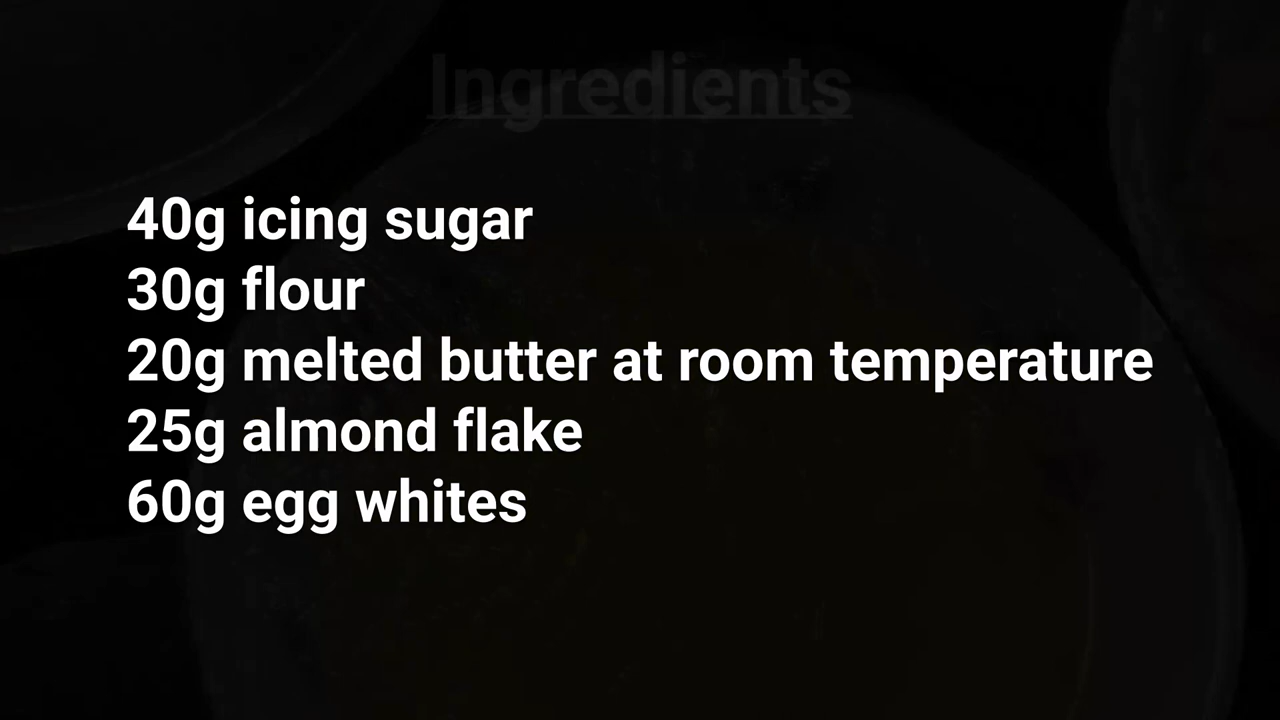 Ingredients
40g icing sugar
30g flour
20g melted butter at room temperature
25g almond flake
60g egg whites